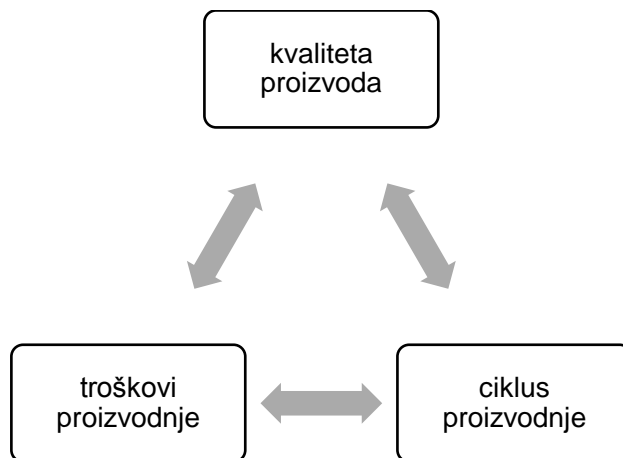 kvaliteta
proizvoda
troškovi
proizvodnje
ciklus
proizvodnje